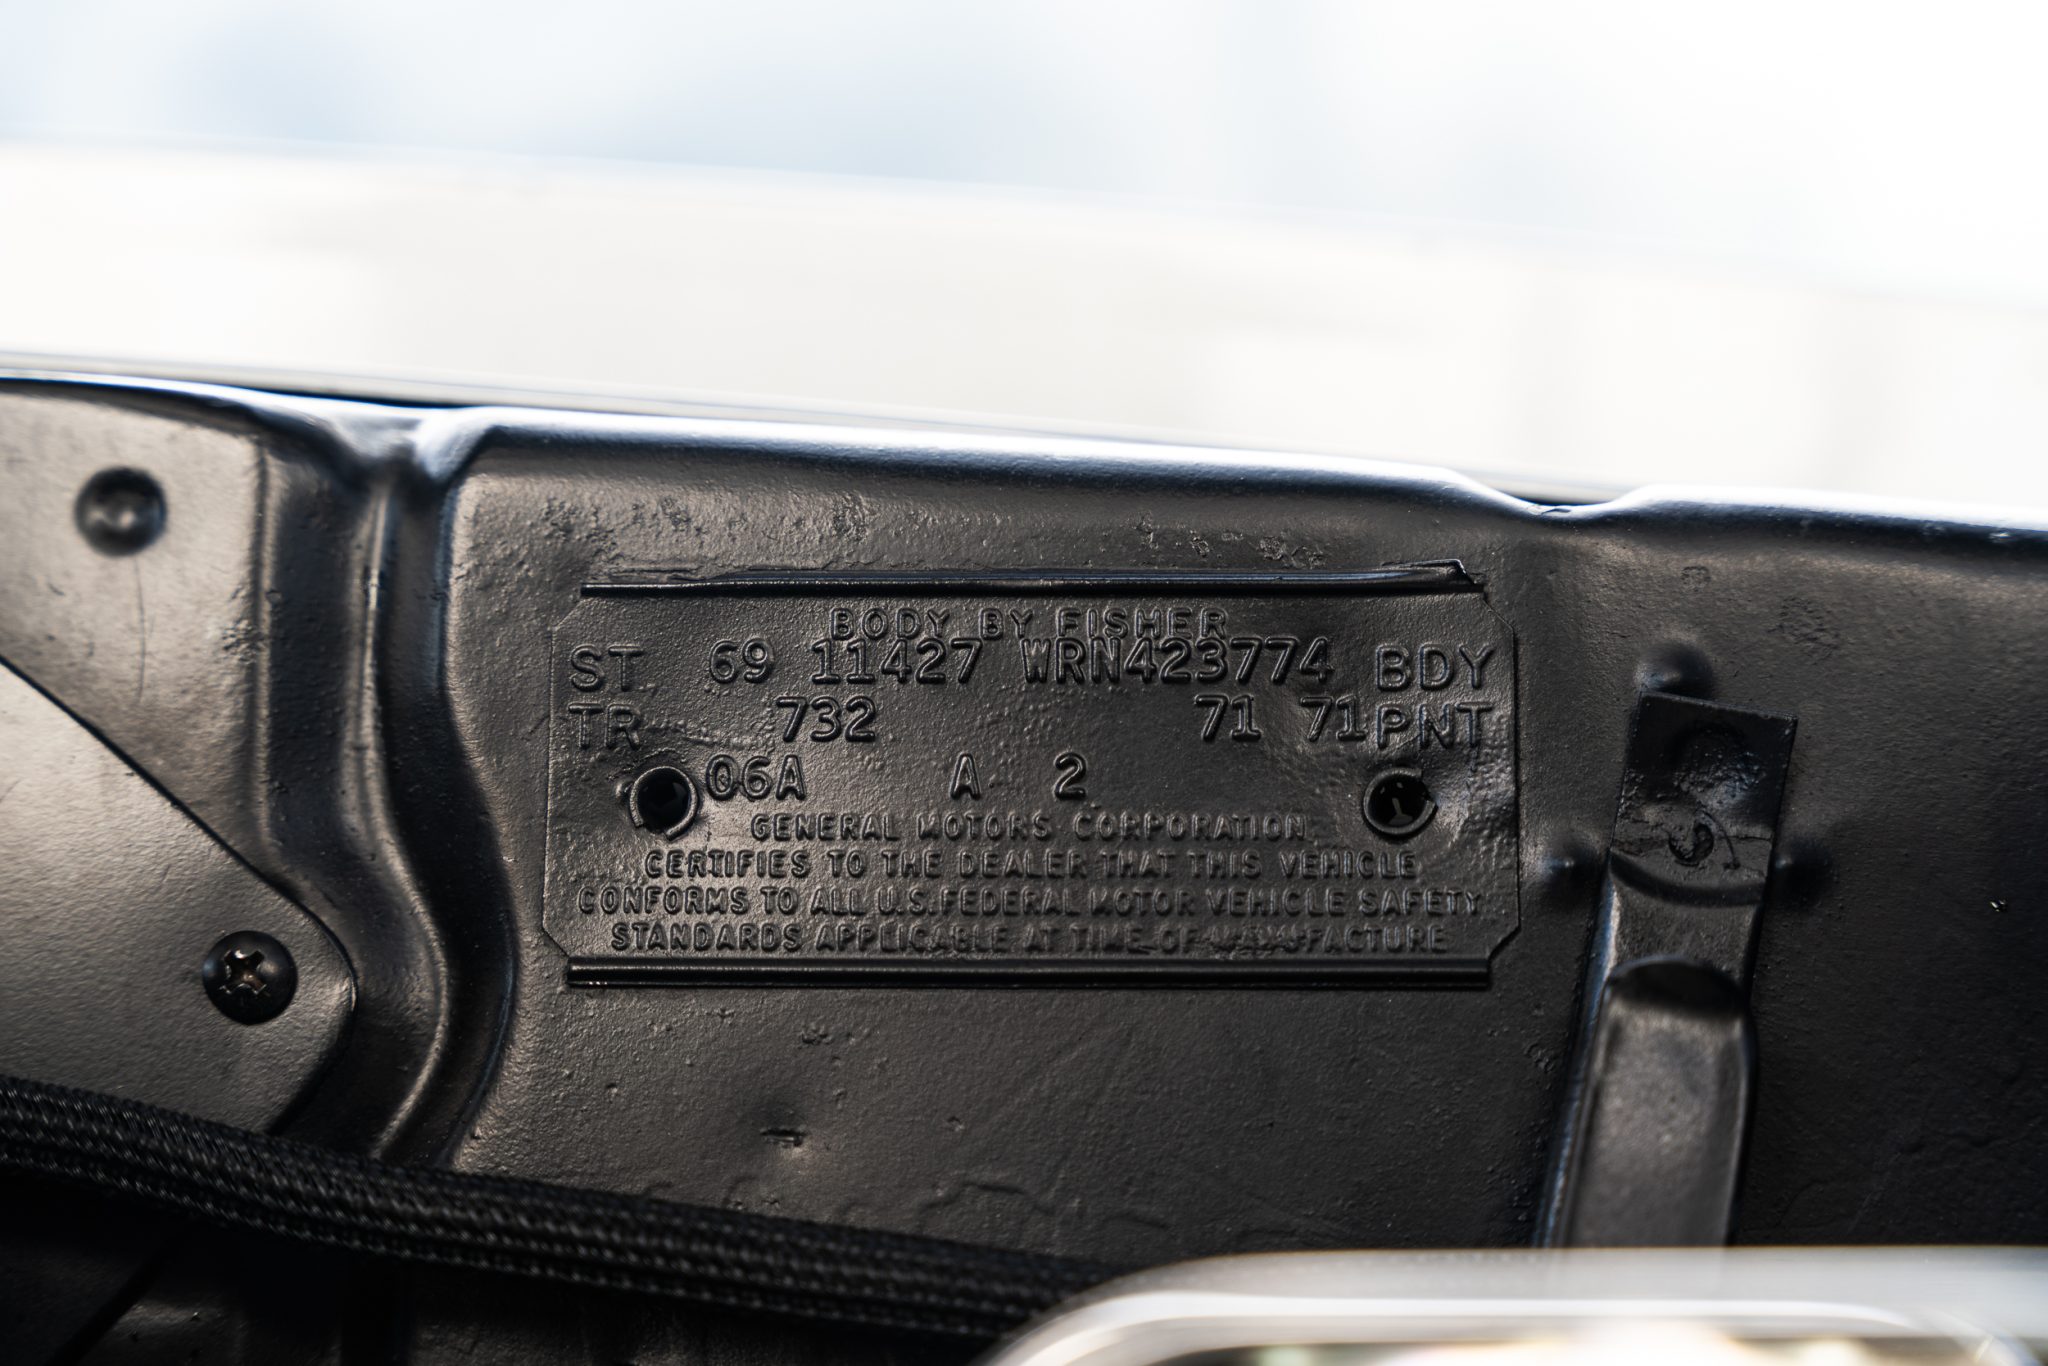 BODY BY FISHER
ST 69 11427 WRN423774 BDY
TR 732 71 71 PNT
06A A 2
GENERAL MOTORS CORPORATION
CERTIFIES TO THE DEALER THAT THIS VEHICLE
CONFORMS TO ALL U.S. FEDERAL MOTOR VEHICLE SAFETY
STANDARDS APPLICABLE AT TIME OF MANUFACTURE